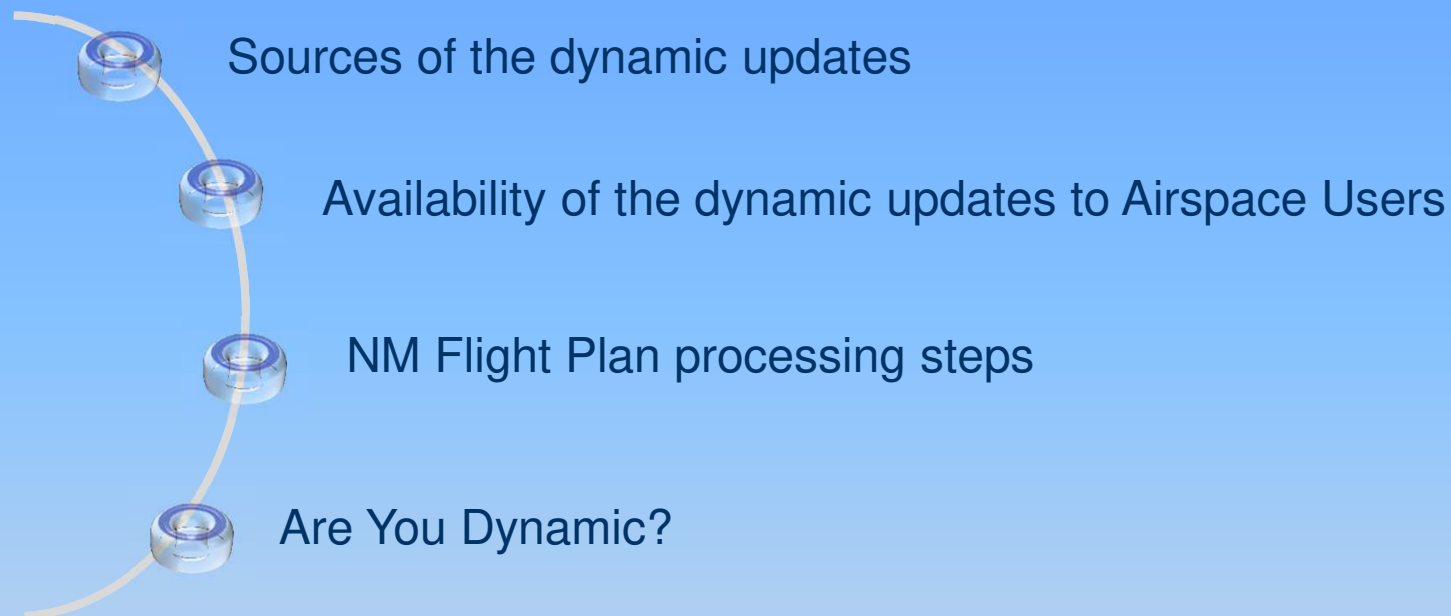 Sources of the dynamic updates
Availability of the dynamic updates to Airspace Users
NM Flight Plan processing steps
Are You Dynamic?